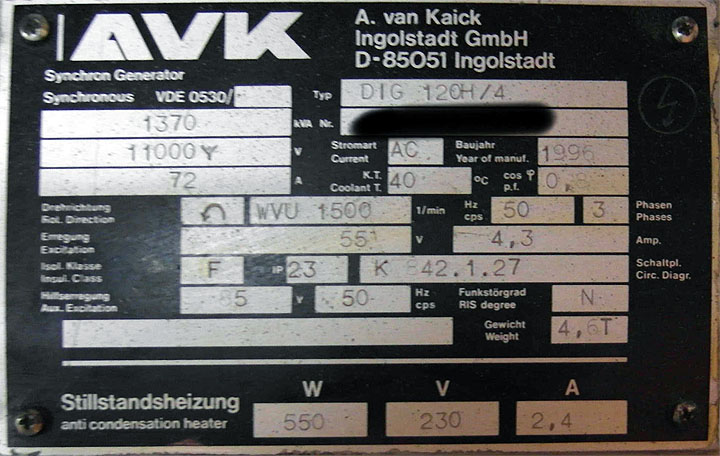 AVK
A. van Kaick
Ingolstadt GmbH
D-85051 Ingolstadt
Synchron Generator
Synchronous VDE 0530/
Typ DIG 120H/4
1370 kVA Nr.
11000 Y V
Stromart
Current AC
Baujahr
Year of manuf. 1996
72 A
K.T.
Coolant T. 40 °C
cos φ
p.f. 0,8
Drehrichtung
Rot. Direction
WVU 1500 1/min
Hz
cps 50 3
Phasen
Phases
Erregung
Excitation 55 V 4,3 Amp.
Isol. Klasse
Insul. Class F IP 23 K 842.1.27
Schaltpl.
Circ. Diagr.
Hilfserregung
Aux. Excitation 85 V 50
Hz
cps
Funkstörgrad
RIS degree N
Gewicht
Weight 4,6T
W V A
Stillstandsheizung
anti condensation heater 550 230 2,4